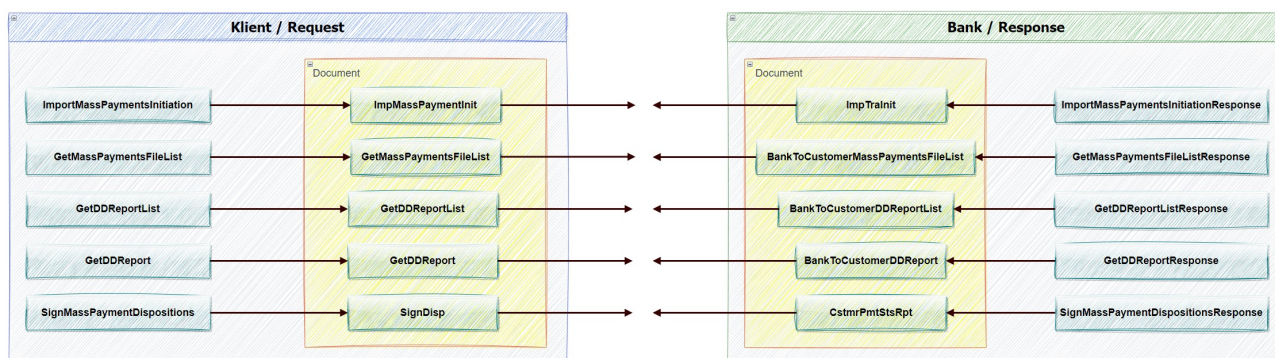 Klient / Request
Bank / Response
Document
Document
ImportMassPaymentsInitiation
ImpMassPaymentInit
ImpTraInit
ImportMassPaymentsInitiationResponse
GetMassPaymentsFileList
GetMassPaymentsFileList
BankToCustomerMassPaymentsFileList
GetMassPaymentsFileListResponse
GetDDReportList
GetDDReportList
BankToCustomerDDReportList
GetDDReportListResponse
GetDDReport
GetDDReport
BankToCustomerDDReport
GetDDReportResponse
SignMassPaymentDispositions
SignDisp
CstmrPmtStsRpt
SignMassPaymentDispositionsResponse